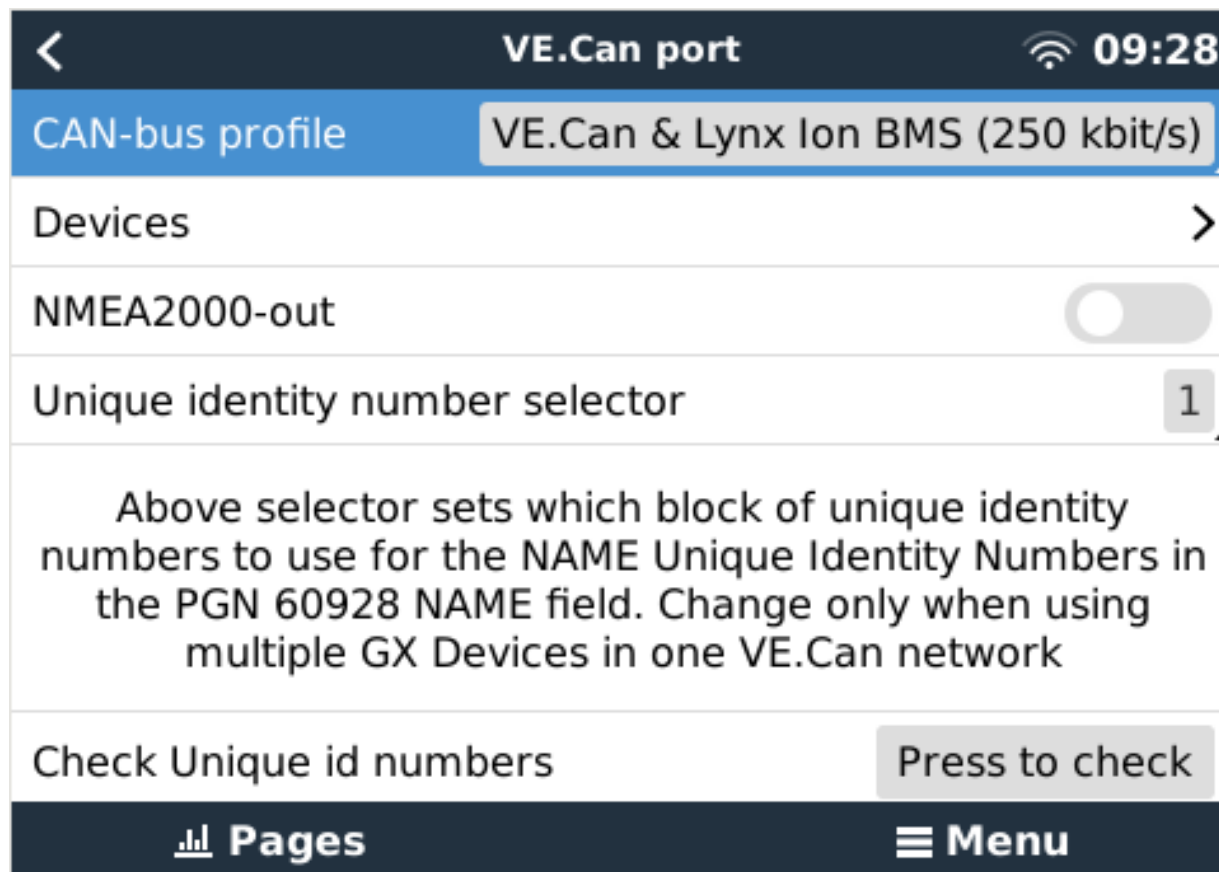 VE.Can port 09:28
CAN-bus profile VE.Can & Lynx Ion BMS (250 kbit/s)
Devices
NMEA2000-out
Unique identity number selector 1
Above selector sets which block of unique identity
numbers to use for the NAME Unique Identity Numbers in
the PGN 60928 NAME field. Change only when using
multiple GX Devices in one VE.Can network
Check Unique id numbers Press to check
Pages Menu